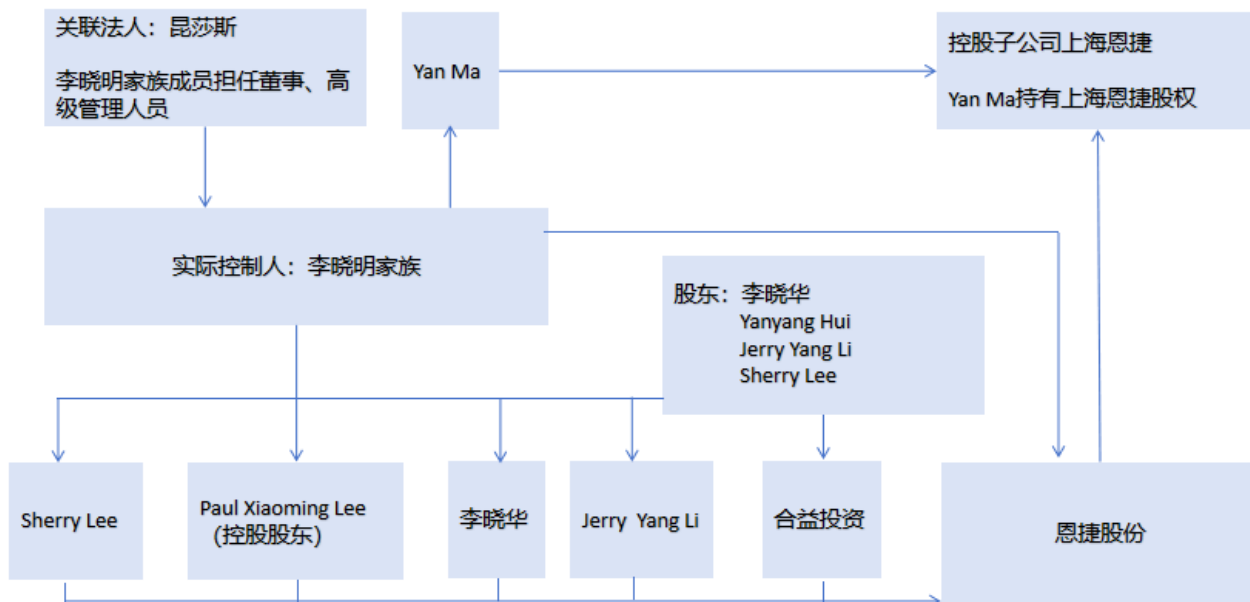 关联法人：昆莎斯
李晓明家族成员担任董事、高
级管理人员
Yan Ma
控股子公司上海恩捷
Yan Ma持有上海恩捷股权
实际控制人：李晓明家族
股东：李晓华
Yanyang Hui
Jerry Yang Li
Sherry Lee
Sherry Lee
Paul Xiaoming Lee
(控股股东)
李晓华
Jerry Yang Li
合益投资
恩捷股份